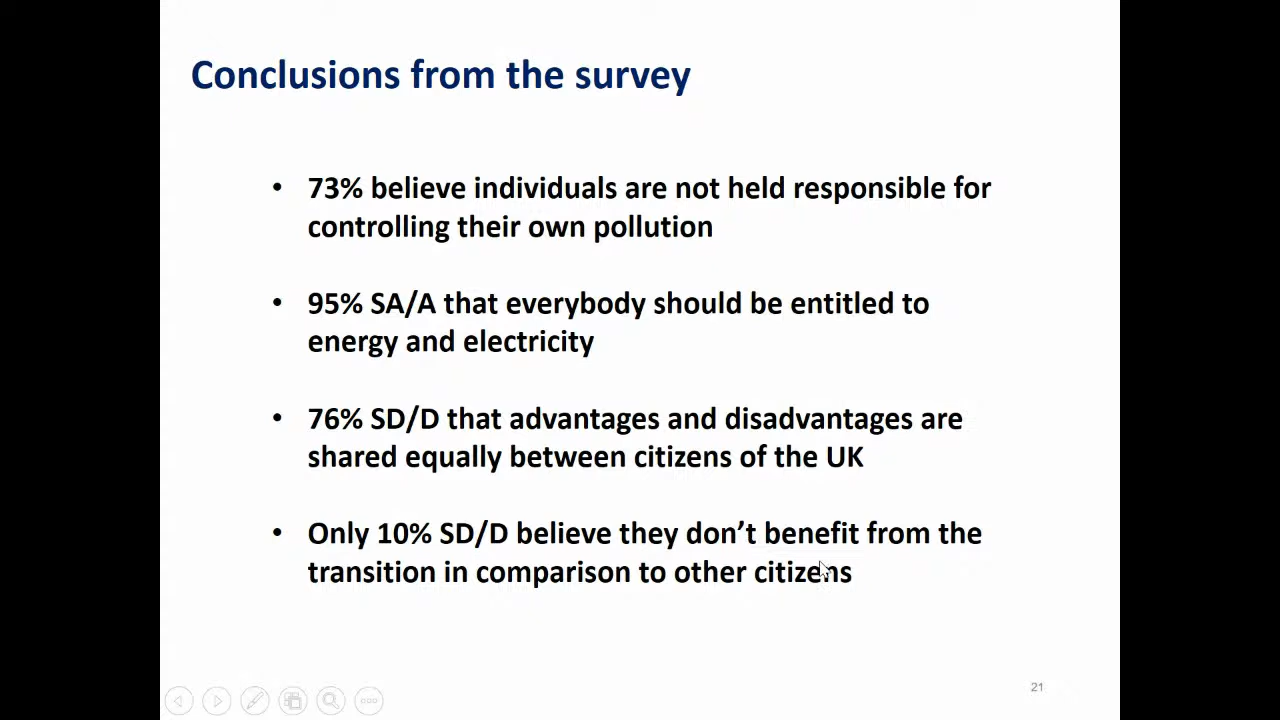 Conclusions from the survey
• 73% believe individuals are not held responsible for
controlling their own pollution
• 95% SA/A that everybody should be entitled to
energy and electricity
• 76% SD/D that advantages and disadvantages are
shared equally between citizens of the UK
• Only 10% SD/D believe they don’t benefit from the
transition in comparison to other citizens
21